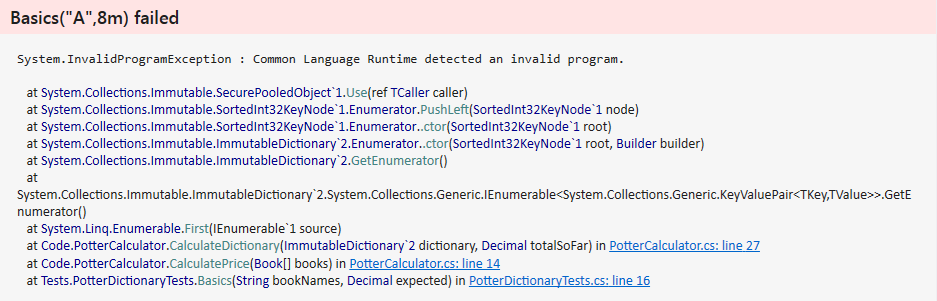 Basics("A",8m) failed
System.InvalidProgramException : Common Language Runtime detected an invalid program.
at System.Collections.Immutable.SecurePooledObject`1.Use(ref TCaller caller)
at System.Collections.Immutable.SortedInt32KeyNode`1.Enumerator.PushLeft(SortedInt32KeyNode`1 node)
at System.Collections.Immutable.SortedInt32KeyNode`1.Enumerator..ctor(SortedInt32KeyNode`1 root)
at System.Collections.Immutable.ImmutableDictionary`2.Enumerator..ctor(SortedInt32KeyNode`1 root, Builder builder)
at System.Collections.Immutable.ImmutableDictionary`2.GetEnumerator()
at
System.Collections.Immutable.ImmutableDictionary`2.System.Collections.Generic.IEnumerable<System.Collections.Generic.KeyValuePair<TKey,TValue>>.GetE
numerator()
at System.Linq.Enumerable.First(IEnumerable`1 source)
at Code.PotterCalculator.CalculateDictionary(ImmutableDictionary`2 dictionary, Decimal totalSoFar) in PotterCalculator.cs: line 27
at Code.PotterCalculator.CalculatePrice(Book[] books) in PotterCalculator.cs: line 14
at Tests.PotterDictionaryTests.Basics(String bookNames, Decimal expected) in PotterDictionaryTests.cs: line 16